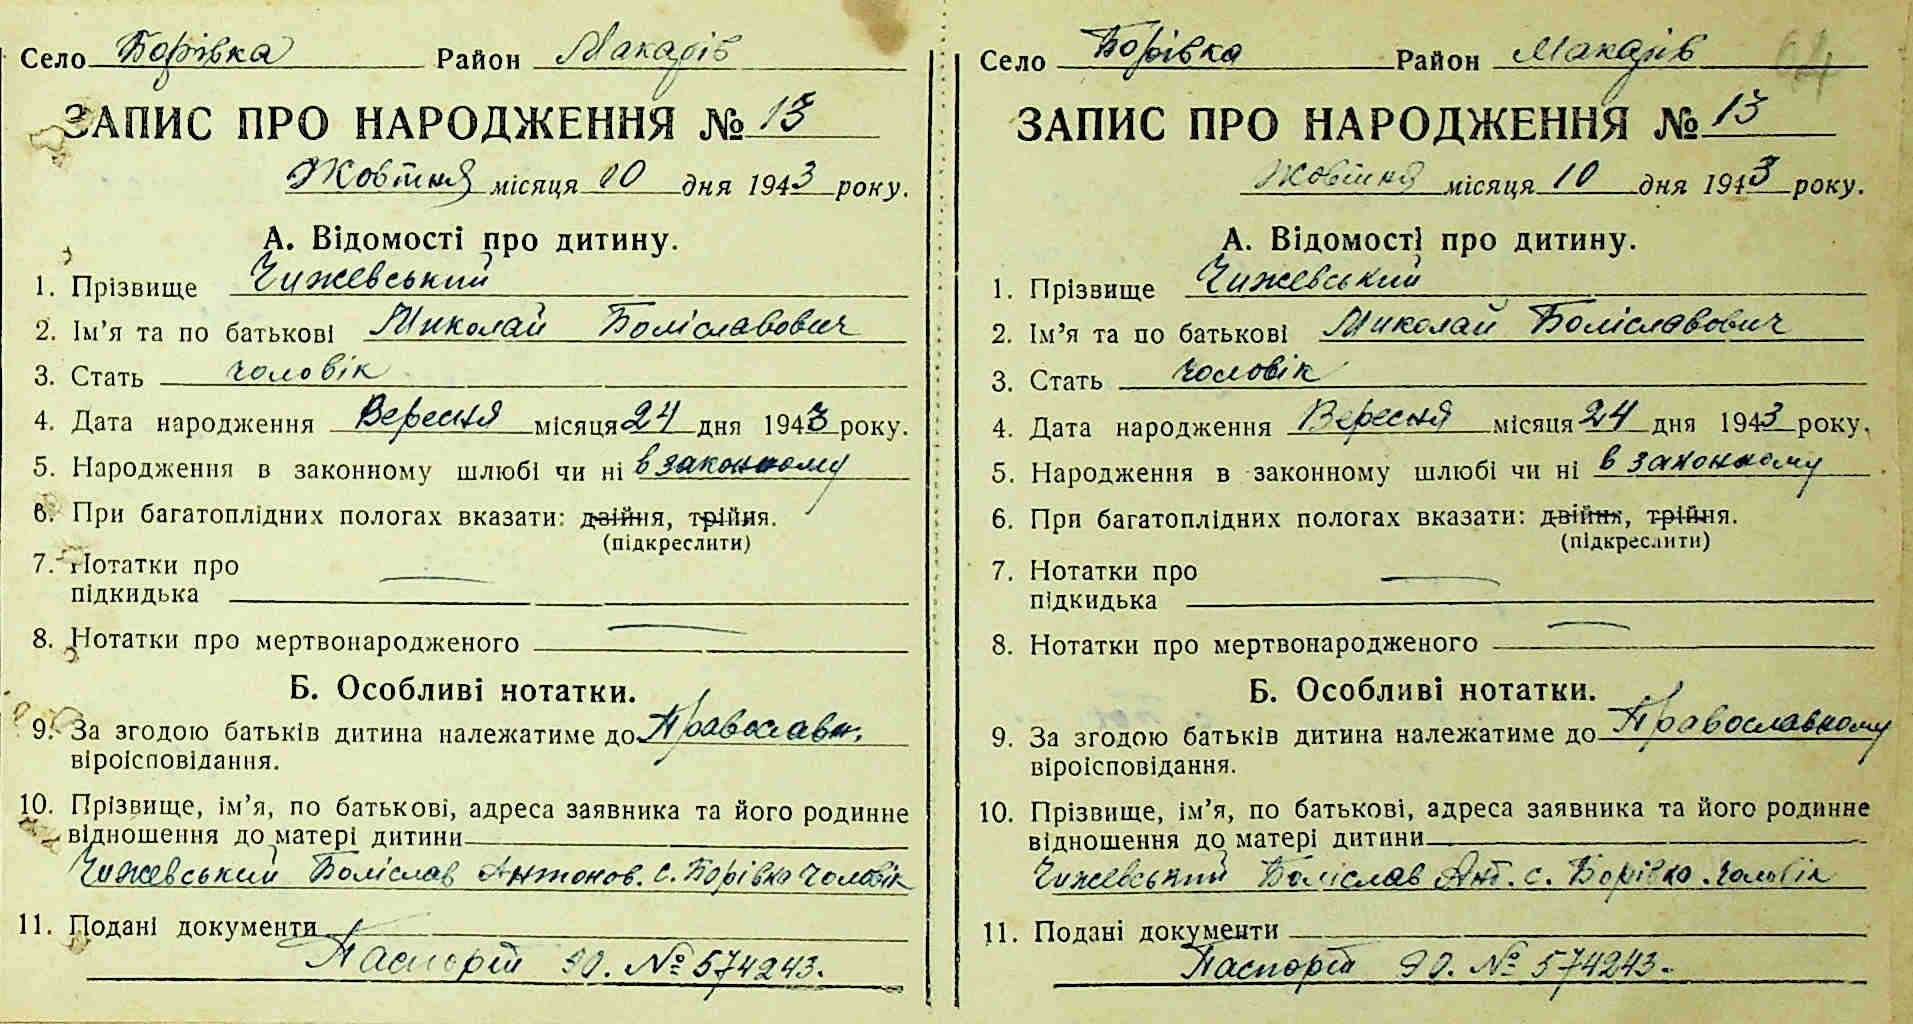 Село Борівка Район Макарів
ЗАПИС ПРО НАРОДЖЕННЯ № 13
Жовтня місяця 10 дня 1943 року.
А. Відомості про дитину.
1. Прізвище Чижевський
2. Ім’я та по батькові Миколай Боліславович
3. Стать чоловік
4. Дата народження Вересня місяця 24 дня 1943 року.
5. Народження в законному шлюбі чи ні в законному
6. При багатоплідних пологах вказати: двійня, трійня.
(підкреслити)
7. Нотатки про
підкидька
8. Нотатки про мертвонародженого
Б. Особливі нотатки.
9. За згодою батьків дитина належатиме до Православн.
віроісповідання.
10. Прізвище, ім’я, по батькові, адреса заявника та його родинне
відношення до матері дитини
Чижевський Боліслав Антонов. с. Борівка чоловік
11. Подані документи
Паспорт № 574243.
Село Борівка Район Макарів 64
ЗАПИС ПРО НАРОДЖЕННЯ № 13
Жовтня місяця 10 дня 1943 року.
А. Відомості про дитину.
1. Прізвище Чижевський
2. Ім’я та по батькові Миколай Боліславович
3. Стать чоловік
4. Дата народження Вересня місяця 24 дня 1943 року.
5. Народження в законному шлюбі чи ні в законному
6. При багатоплідних пологах вказати: двійня, трійня.
(підкреслити)
7. Нотатки про
підкидька
8. Нотатки про мертвонародженого
Б. Особливі нотатки.
9. За згодою батьків дитина належатиме до Православному
віроісповідання.
10. Прізвище, ім’я, по батькові, адреса заявника та його родинне
відношення до матері дитини
Чижевський Боліслав Ант. с. Борівка. чоловік
11. Подані документи
Паспорт № 574243.